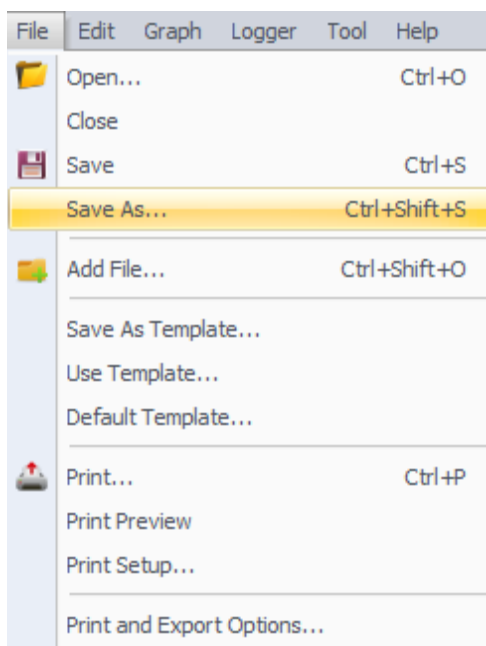 File Edit Graph Logger Tool Help
Open... Ctrl+O
Close
Save Ctrl+S
Save As... Ctrl+Shift+S
Add File... Ctrl+Shift+O
Save As Template...
Use Template...
Default Template...
Print... Ctrl+P
Print Preview
Print Setup...
Print and Export Options...